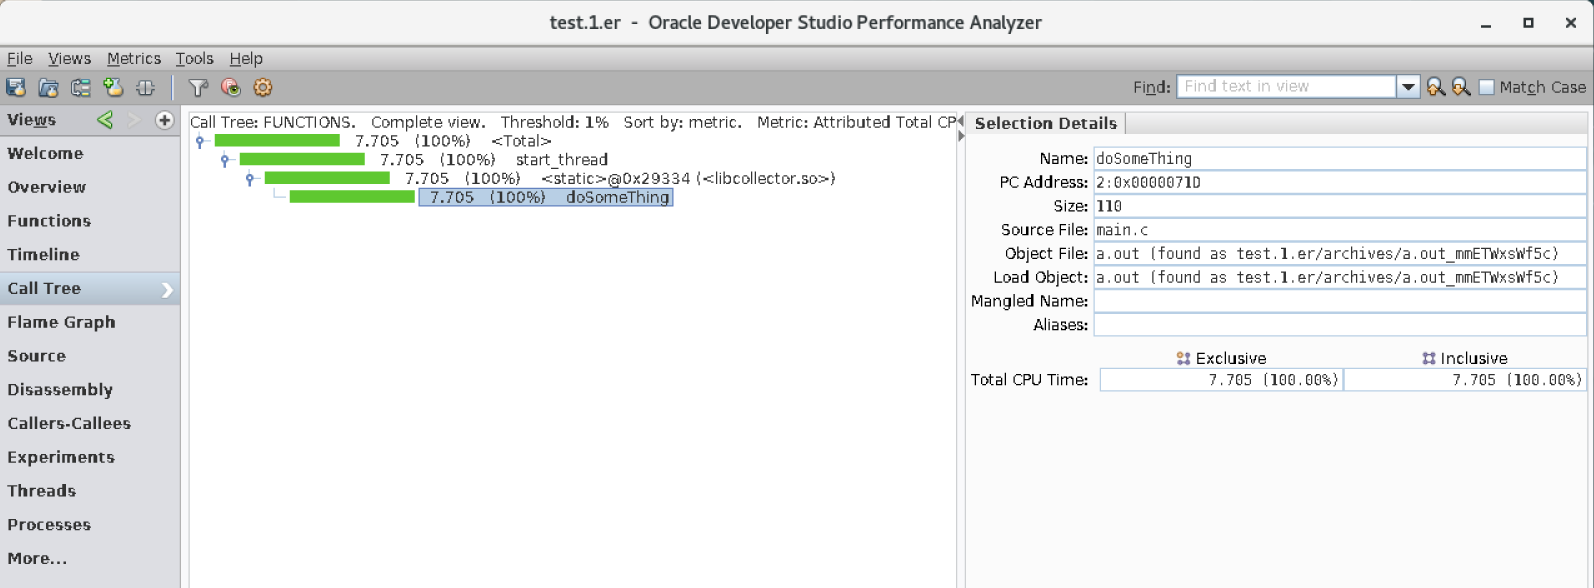 test.1.er - Oracle Developer Studio Performance Analyzer
File Views Metrics Tools Help
Find: Find text in view Match Case
Views
Welcome
Overview
Functions
Timeline
Call Tree
Flame Graph
Source
Disassembly
Callers-Callees
Experiments
Threads
Processes
More...
Call Tree: FUNCTIONS. Complete view. Threshold: 1% Sort by: metric. Metric: Attributed Total CP
7.705 (100%) <Total>
7.705 (100%) start_thread
7.705 (100%) <static>@0x29334 (<libcollector.so>)
7.705 (100%) doSomeThing
Selection Details
Name: doSomeThing
PC Address: 2:0x0000071D
Size: 110
Source File: main.c
Object File: a.out (found as test.1.er/archives/a.out_mmETWxsWf5c)
Load Object: a.out (found as test.1.er/archives/a.out_mmETWxsWf5c)
Mangled Name:
Aliases:
Exclusive Inclusive
Total CPU Time: 7.705 (100.00%) 7.705 (100.00%)